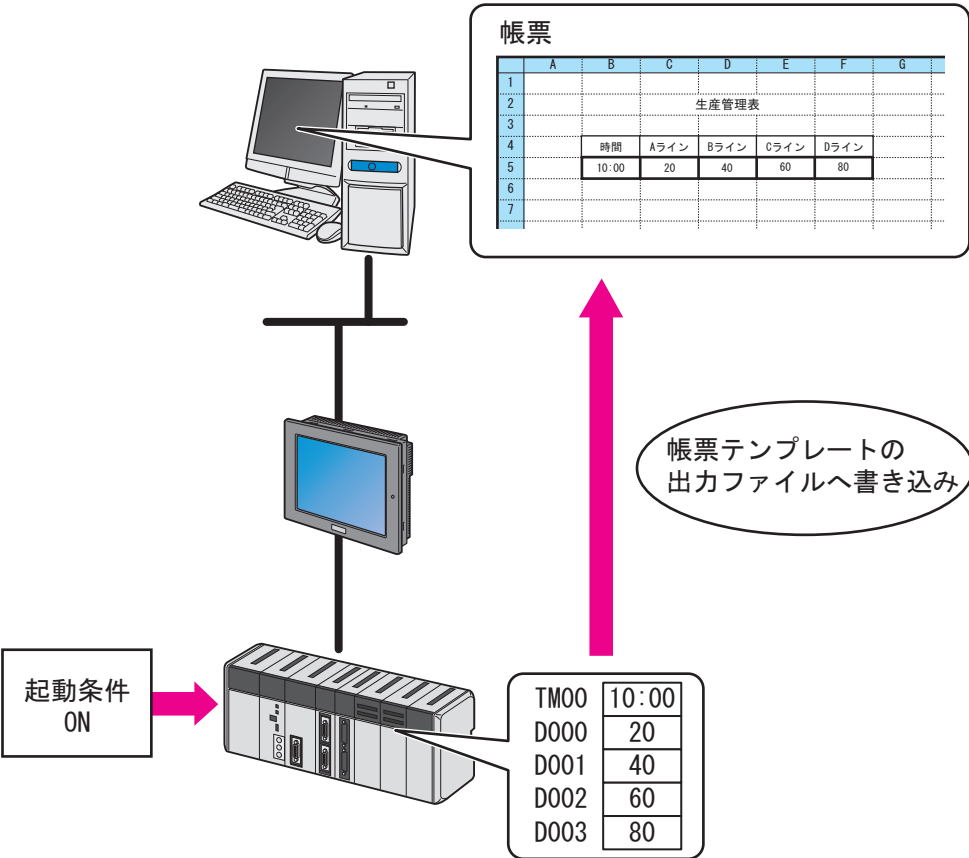 帳票
A B C D E F G
1
2 生産管理表
3
4 時間 Aライン Bライン Cライン Dライン
5 10:00 20 40 60 80
6
7
帳票テンプレートの
出力ファイルへ書き込み
起動条件
ON
TM00 10:00
D000 20
D001 40
D002 60
D003 80